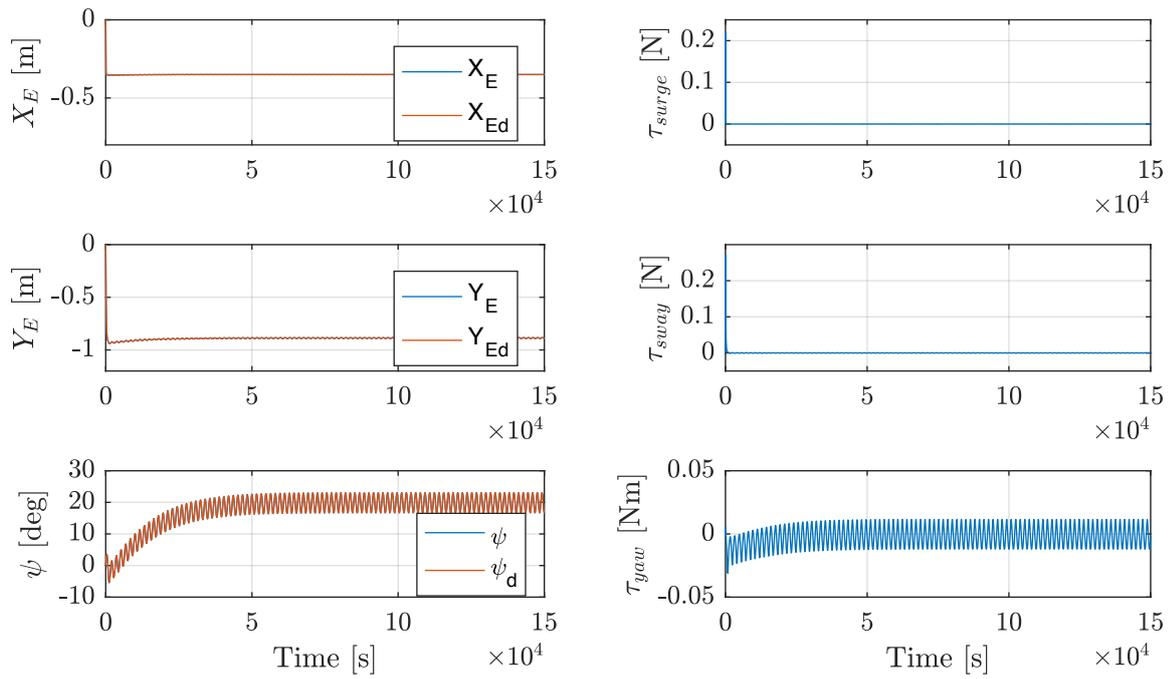 0
-0.5
X_E [m]
X_E
X_Ed
0 5 10 15
×10^4
0.2
0.1
0
τ_surge [N]
0 5 10 15
×10^4
0
-0.5
-1
Y_E [m]
Y_E
Y_Ed
0 5 10 15
×10^4
0.2
0.1
0
τ_sway [N]
0 5 10 15
×10^4
30
20
10
0
-10
ψ [deg]
ψ
ψ_d
0 5 10 15
Time [s]
×10^4
0.05
0
-0.05
τ_yaw [Nm]
0 5 10 15
Time [s]
×10^4